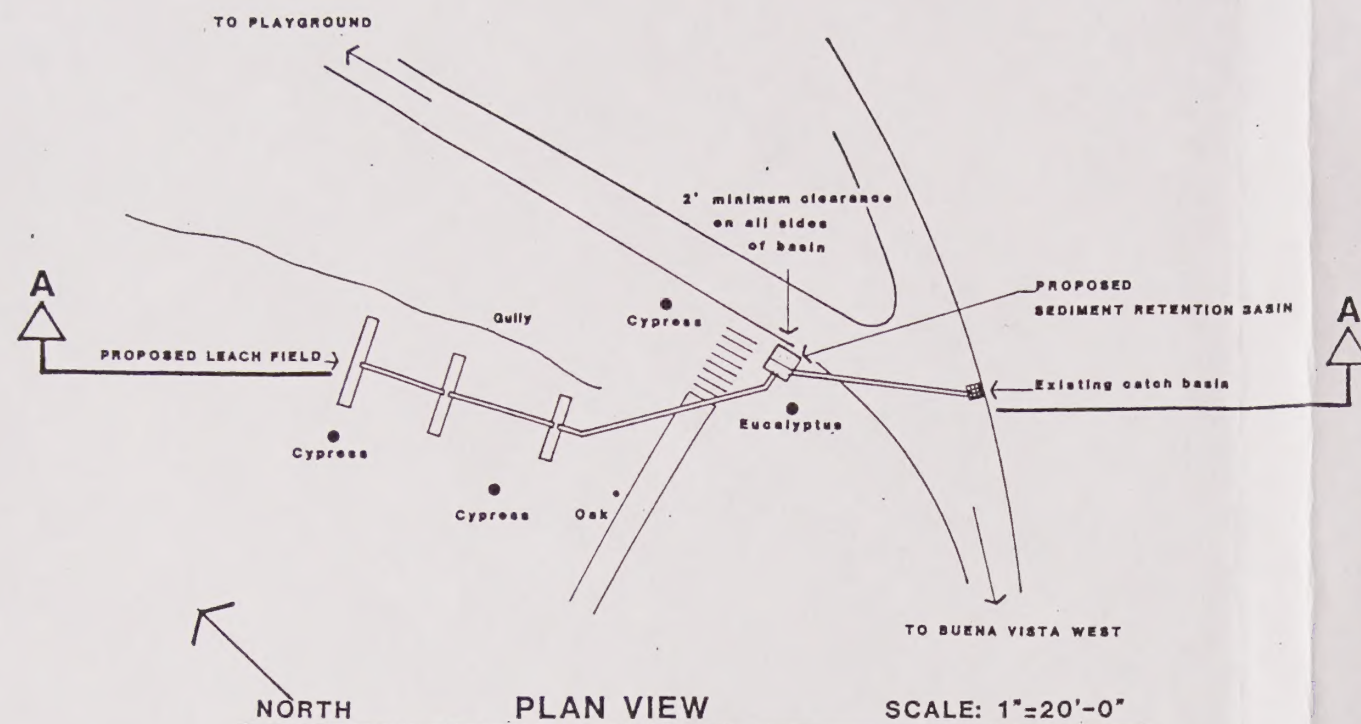 TO PLAYGROUND
2' minimum clearance
on all sides
of basin
A
A
PROPOSED
SEDIMENT RETENTION BASIN
Cypress
Gully
PROPOSED LEACH FIELD
Existing catch basin
Eucalyptus
Cypress
Cypress
Oak
TO BUENA VISTA WEST
NORTH
PLAN VIEW
SCALE: 1"=20'-0"